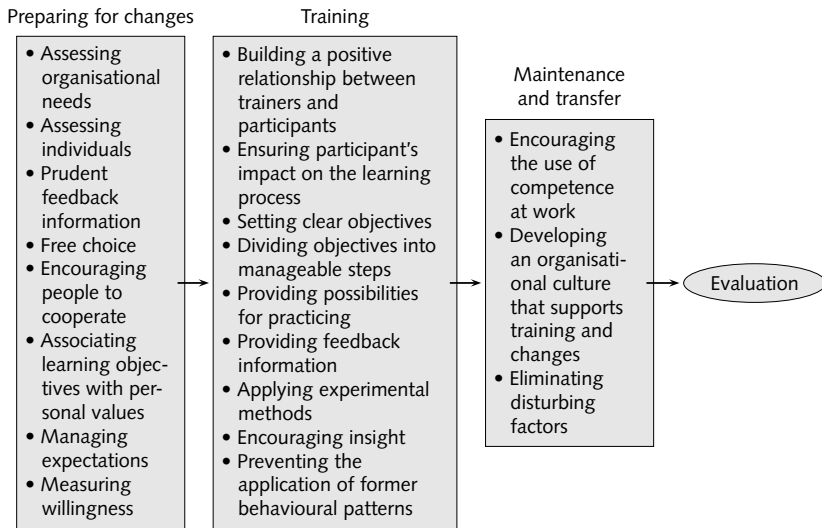 Preparing for changes
• Assessing
organisational
needs
• Assessing
individuals
• Prudent
feedback
information
• Free choice
• Encouraging
people to
cooperate
• Associating
learning objec-
tives with per-
sonal values
• Managing
expectations
• Measuring
willingness
Training
• Building a positive
relationship between
trainers and
participants
• Ensuring participant's
impact on the learning
process
• Setting clear objectives
• Dividing objectives into
manageable steps
• Providing possibilities
for practicing
• Providing feedback
information
• Applying experimental
methods
• Encouraging insight
• Preventing the
application of former
behavioural patterns
Maintenance
and transfer
• Encouraging
the use of
competence
at work
• Developing
an organisati-
onal culture
that supports
training and
changes
• Eliminating
disturbing
factors
Evaluation